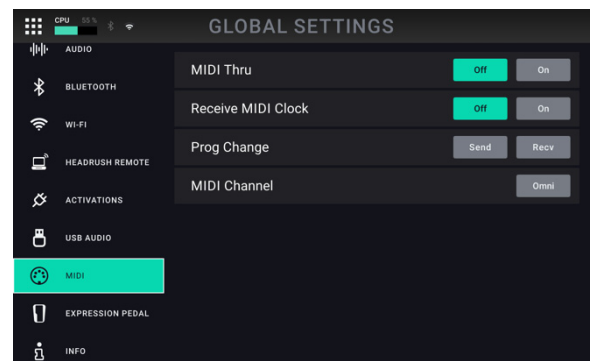 CPU 55 %
GLOBAL SETTINGS
AUDIO
BLUETOOTH
WI-FI
HEADRUSH REMOTE
ACTIVATIONS
USB AUDIO
MIDI
EXPRESSION PEDAL
INFO
MIDI Thru Off On
Receive MIDI Clock Off On
Prog Change Send Recv
MIDI Channel Omni